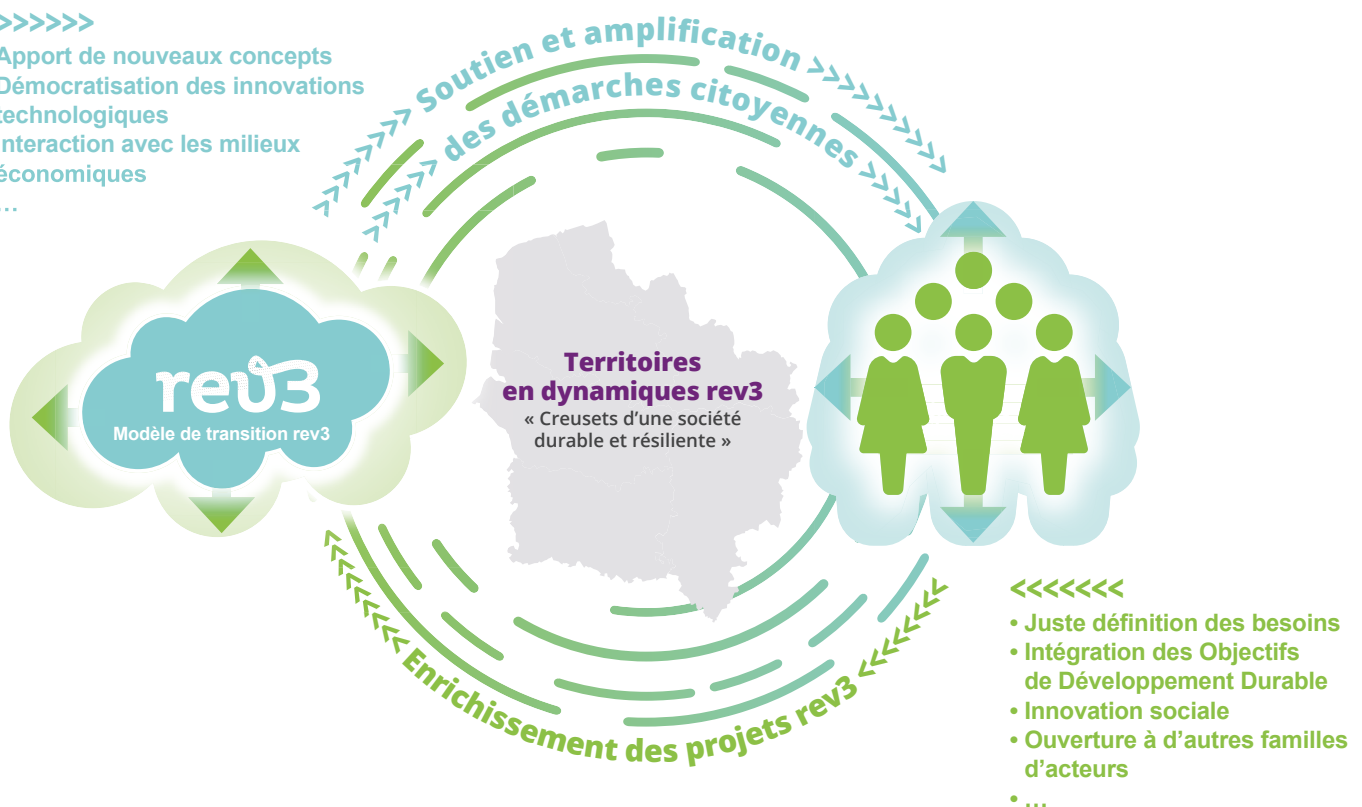 >>>>>>
Apport de nouveaux concepts
Démocratisation des innovations
technologiques
Interaction avec les milieux
économiques
...
>>>>>> Soutien et amplification >>>>>>>>
>>>>>> des démarches citoyennes >>>>>>
rev3
Modèle de transition rev3
Territoires
en dynamiques rev3
« Creusets d’une société
durable et résiliente »
<<<<<<<< Enrichissement des projets rev3 <<<<<<<<
<<<<<<<
• Juste définition des besoins
• Intégration des Objectifs
de Développement Durable
• Innovation sociale
• Ouverture à d’autres familles
d’acteurs
• ...